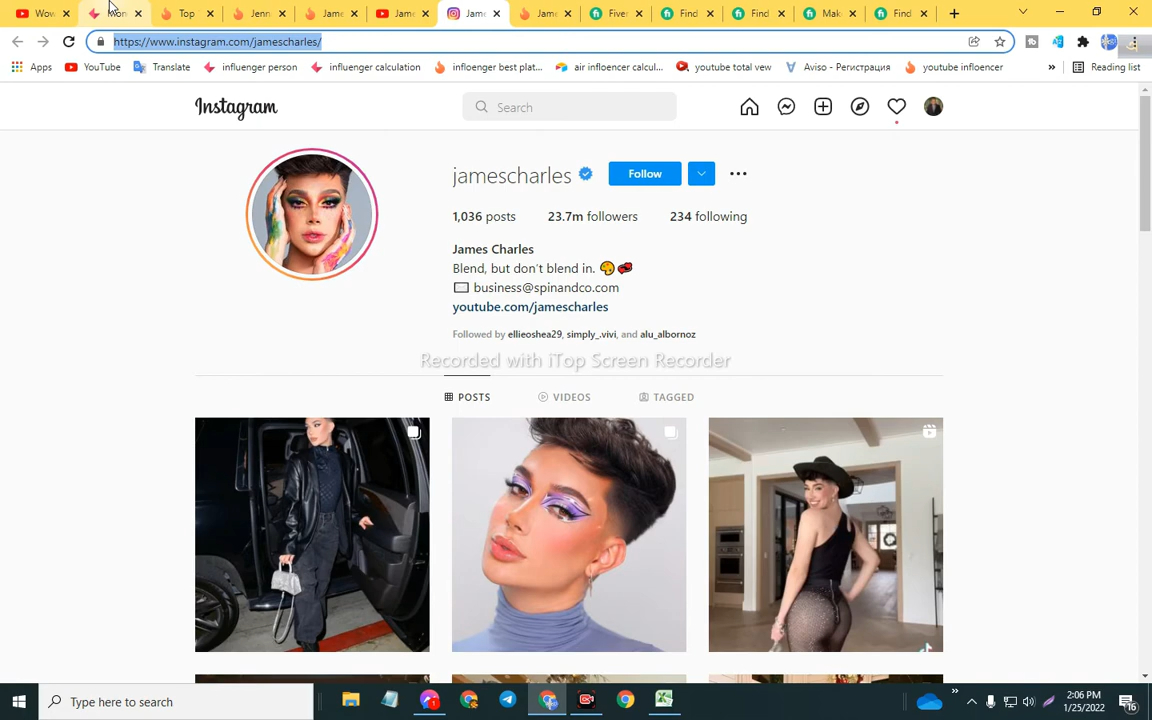 Wow
Mon
Top
Jenn
Jame
Jame
Jame
Jame
Fiver
Find
Find
Mak
Find
https://www.instagram.com/jamescharles/
Apps
YouTube
Translate
influenger person
influenger calculation
infloenger best plat...
air influencer calcul...
youtube total vew
Aviso - Регистрация
youtube influencer
»
Reading list
Instagram
Search
jamescharles
Follow
1,036 posts 23.7m followers 234 following
James Charles
Blend, but don't blend in. 🎨💋
business@spinandco.com
youtube.com/jamescharles
Followed by ellieoshea29, simply_.vivi, and alu_albornoz
Recorded with iTop Screen Recorder
POSTS VIDEOS TAGGED
Type here to search
2:06 PM
1/25/2022
16